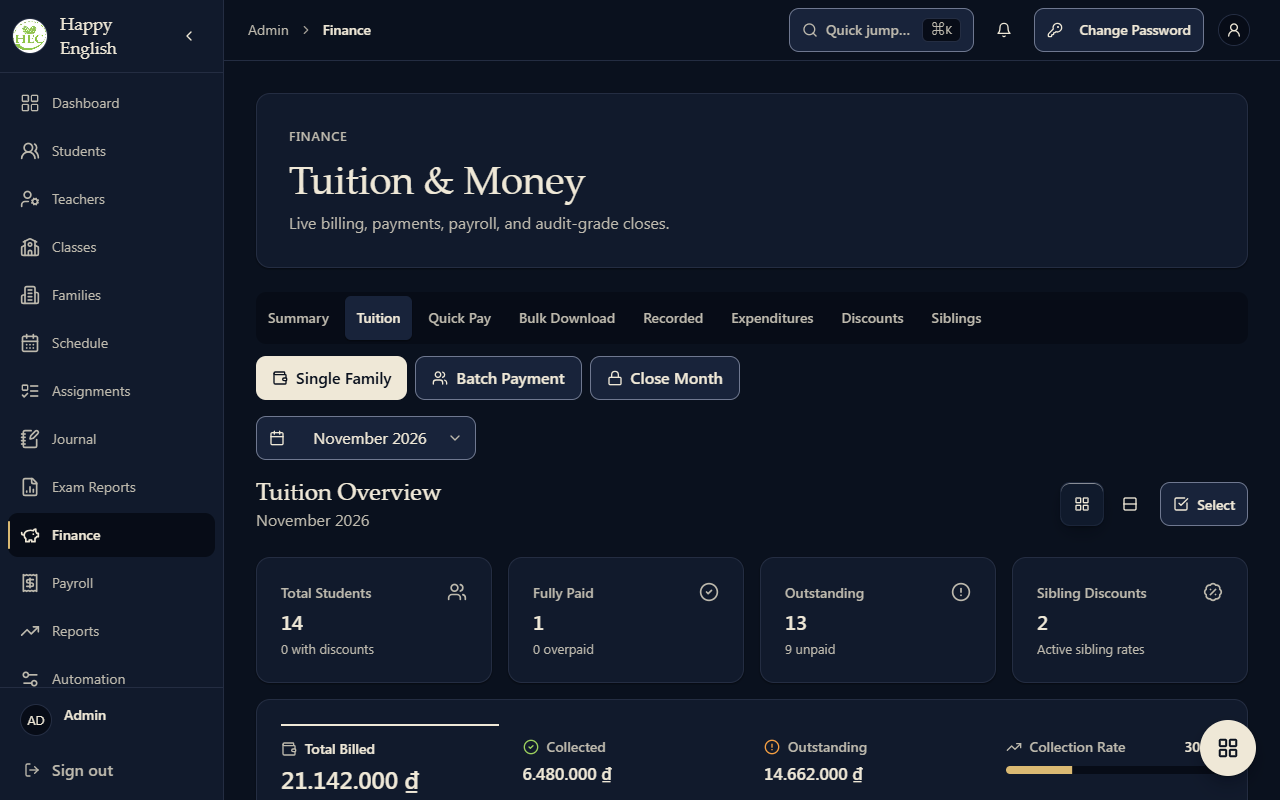 HEC
Happy
English
Admin
Finance
Quick jump...
⌘K
Change Password
Dashboard
Students
Teachers
Classes
Families
Schedule
Assignments
Journal
Exam Reports
Finance
Payroll
Reports
Automation
AD
Admin
Sign out
FINANCE
Tuition & Money
Live billing, payments, payroll, and audit-grade closes.
Summary
Tuition
Quick Pay
Bulk Download
Recorded
Expenditures
Discounts
Siblings
Single Family
Batch Payment
Close Month
November 2026
Tuition Overview
November 2026
Select
Total Students
14
0 with discounts
Fully Paid
1
0 overpaid
Outstanding
13
9 unpaid
Sibling Discounts
2
Active sibling rates
Total Billed
21.142.000 ₫
Collected
6.480.000 ₫
Outstanding
14.662.000 ₫
Collection Rate
30